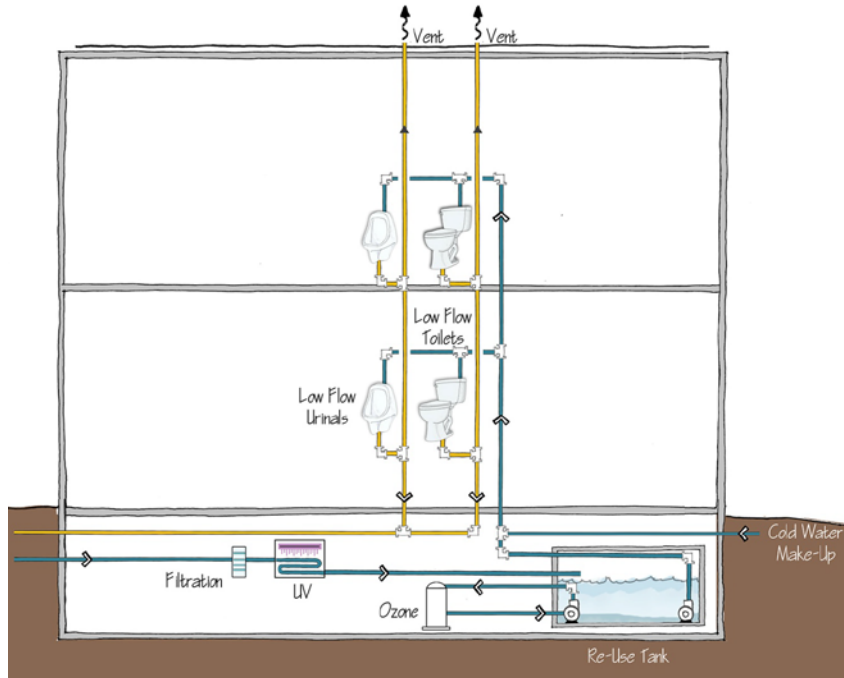 Vent
Vent
Low Flow
Toilets
Low Flow
Urinals
Cold Water
Make-Up
Filtration
UV
Ozone
Re-Use Tank